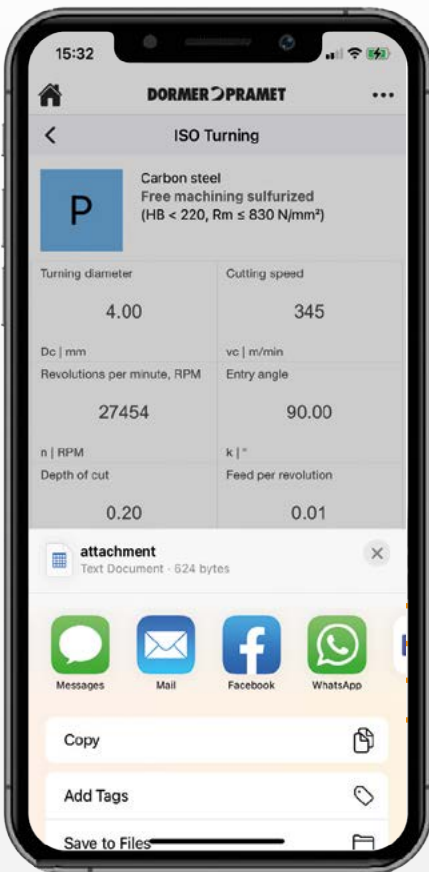 15:32
DORMER PRAMET
ISO Turning
P
Carbon steel
Free machining sulfurized
(HB < 220, Rm ≤ 830 N/mm²)
Turning diameter
Cutting speed
4.00
345
Dc | mm
vc | m/min
Revolutions per minute, RPM
Entry angle
27454
90.00
n | RPM
k | °
Depth of cut
Feed per revolution
0.20
0.01
attachment
Text Document · 624 bytes
Messages
Mail
Facebook
WhatsApp
Copy
Add Tags
Save to Files